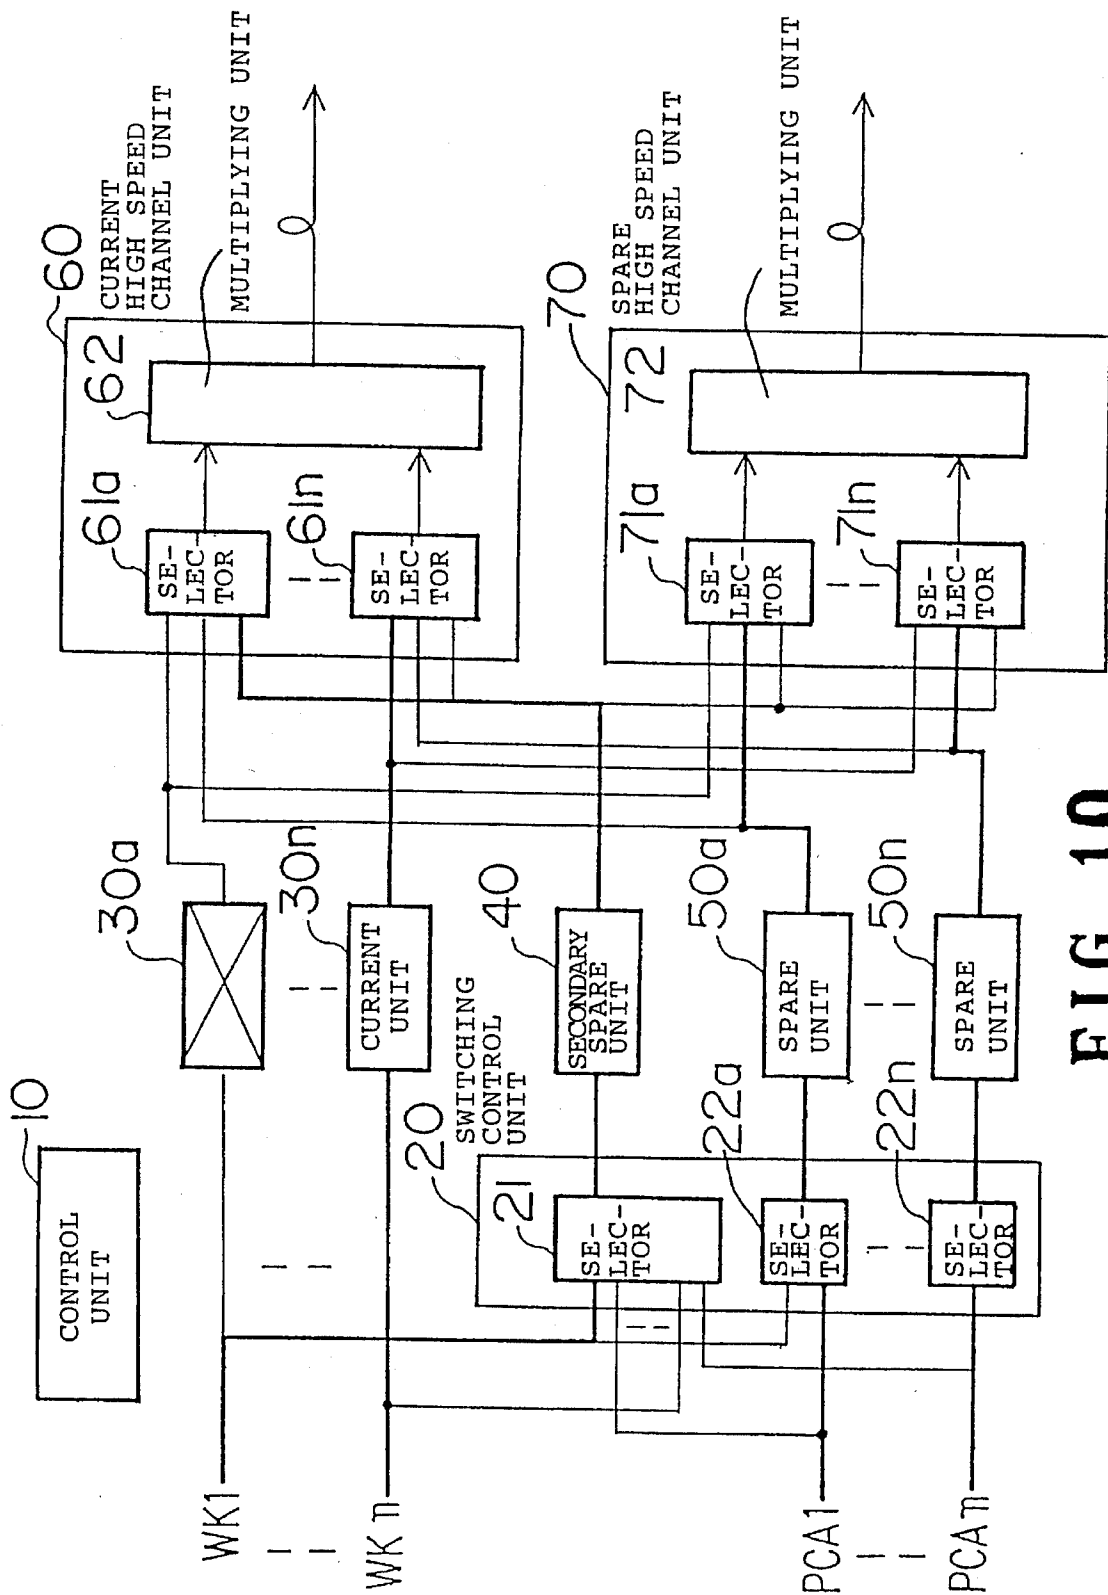 10
CONTROL
UNIT
WK1
WK n
PCA1
PCA n
30a
30n
CURRENT
UNIT
20
SWITCHING
CONTROL
UNIT
21
SE-
LEC-
TOR
22a
SE-
LEC-
TOR
22n
SE-
LEC-
TOR
40
SECONDARY
SPARE
UNIT
50a
SPARE
UNIT
50n
SPARE
UNIT
60
CURRENT
HIGH SPEED
CHANNEL UNIT
61a
SE-
LEC-
TOR
61n
SE-
LEC-
TOR
62
MULTIPLYING UNIT
70
SPARE
HIGH SPEED
CHANNEL UNIT
71a
SE-
LEC-
TOR
71n
SE-
LEC-
TOR
72
MULTIPLYING UNIT
FIG 10